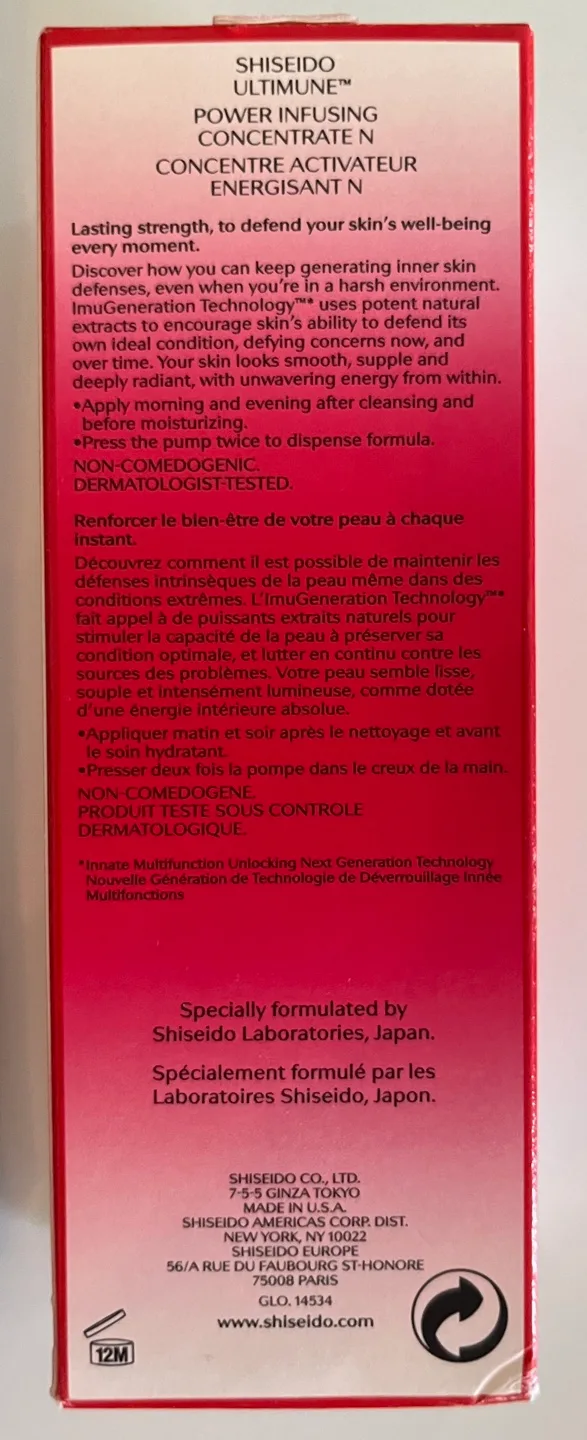 SHISEIDO
ULTIMUNE™
POWER INFUSING
CONCENTRATE N
CONCENTRE ACTIVATEUR
ENERGISANT N
Lasting strength, to defend your skin's well-being
every moment.
Discover how you can keep generating inner skin
defenses, even when you're in a harsh environment.
ImuGeneration Technology™* uses potent natural
extracts to encourage skin's ability to defend its
own ideal condition, defying concerns now, and
over time. Your skin looks smooth, supple and
deeply radiant, with unwavering energy from within.
•Apply morning and evening after cleansing and
before moisturizing.
•Press the pump twice to dispense formula.
NON-COMEDOGENIC.
DERMATOLOGIST-TESTED.
Renforcer le bien-être de votre peau à chaque
instant.
Découvrez comment il est possible de maintenir les
défenses intrinsèques de la peau même dans des
conditions extrêmes. L'ImuGeneration Technology™*
fait appel à de puissants extraits naturels pour
stimuler la capacité de la peau à préserver sa
condition optimale, et lutter en continu contre les
sources des problèmes. Votre peau semble lisse,
souple et intensément lumineuse, comme dotée
d'une énergie intérieure absolue.
•Appliquer matin et soir après le nettoyage et avant
le soin hydratant.
•Presser deux fois la pompe dans le creux de la main.
NON-COMEDOGENE.
PRODUIT TESTE SOUS CONTROLE
DERMATOLOGIQUE.
*Innate Multifunction Unlocking Next Generation Technology
Nouvelle Génération de Technologie de Déverrouillage Innée
Multifonctions
Specially formulated by
Shiseido Laboratories, Japan.
Spécialement formulé par les
Laboratoires Shiseido, Japon.
SHISEIDO CO., LTD.
7-5-5 GINZA TOKYO
MADE IN U.S.A.
SHISEIDO AMERICAS CORP. DIST.
NEW YORK, NY 10022
SHISEIDO EUROPE
56/A RUE DU FAUBOURG ST-HONORE
75008 PARIS
GLO. 14534
www.shiseido.com
12M